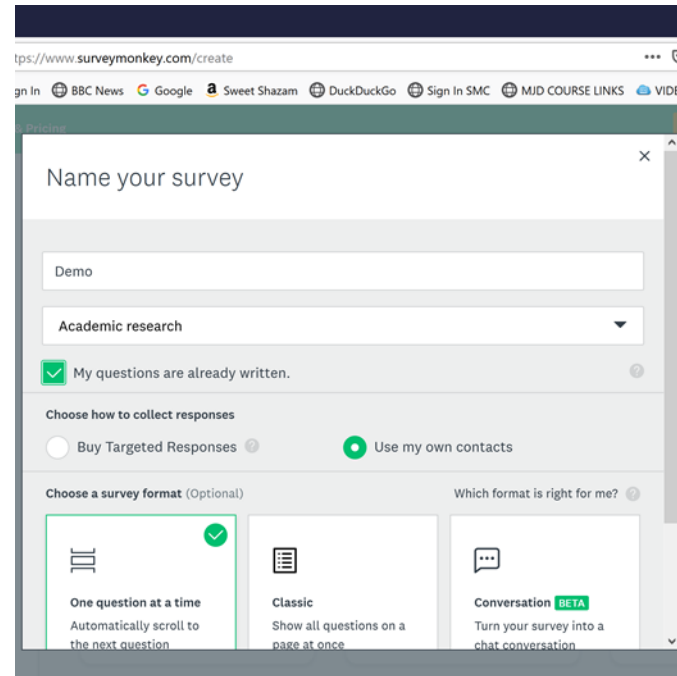 tps://www.surveymonkey.com/create
gn In BBC News Google Sweet Shazam DuckDuckGo Sign In SMC MJD COURSE LINKS VIDE
& Pricing
Name your survey
Demo
Academic research
My questions are already written.
Choose how to collect responses
Buy Targeted Responses Use my own contacts
Choose a survey format (Optional) Which format is right for me?
One question at a time Classic Conversation BETA
Automatically scroll to Show all questions on a Turn your survey into a
the next question page at once chat conversation